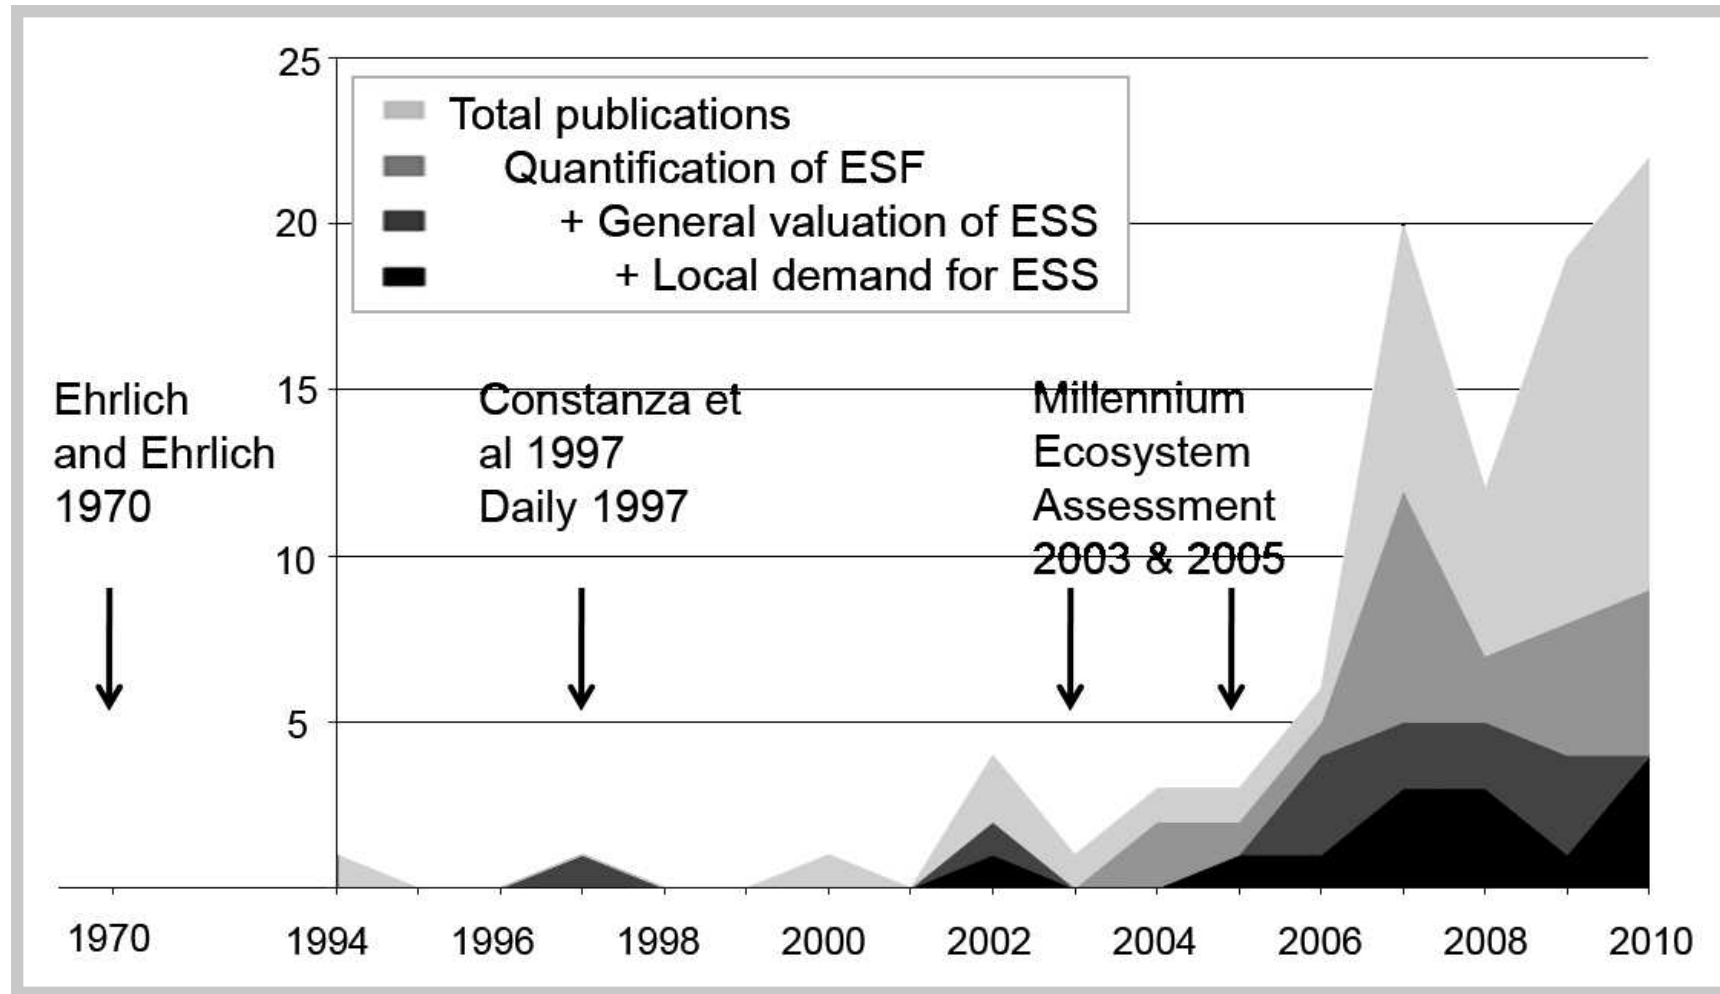 25
Total publications
Quantification of ESF
20
+ General valuation of ESS
+ Local demand for ESS
15
Ehrlich
and Ehrlich
1970
Constanza et
al 1997
Daily 1997
Millennium
Ecosystem
Assessment
2003 & 2005
10
5
1970
1994
1996
1998
2000
2002
2004
2006
2008
2010